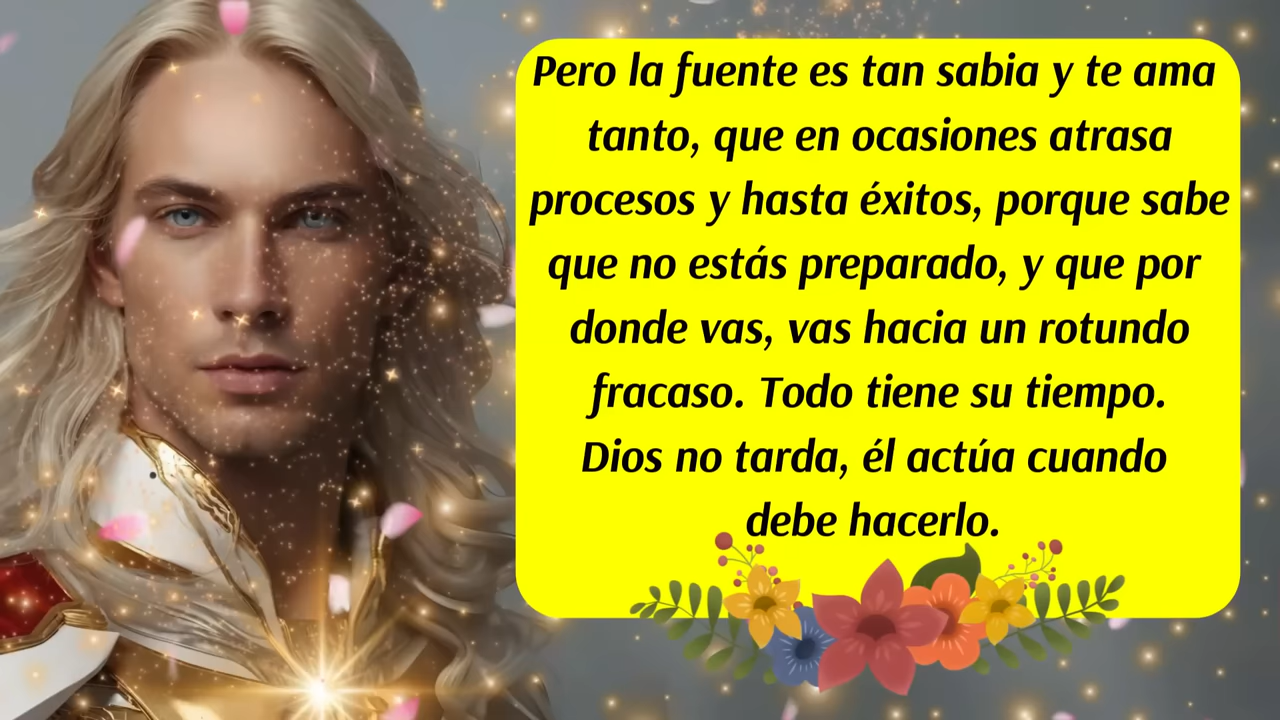 Pero la fuente es tan sabia y te ama
tanto, que en ocasiones atrasa
procesos y hasta éxitos, porque sabe
que no estás preparado, y que por
donde vas, vas hacia un rotundo
fracaso. Todo tiene su tiempo.
Dios no tarda, él actúa cuando
debe hacerlo.